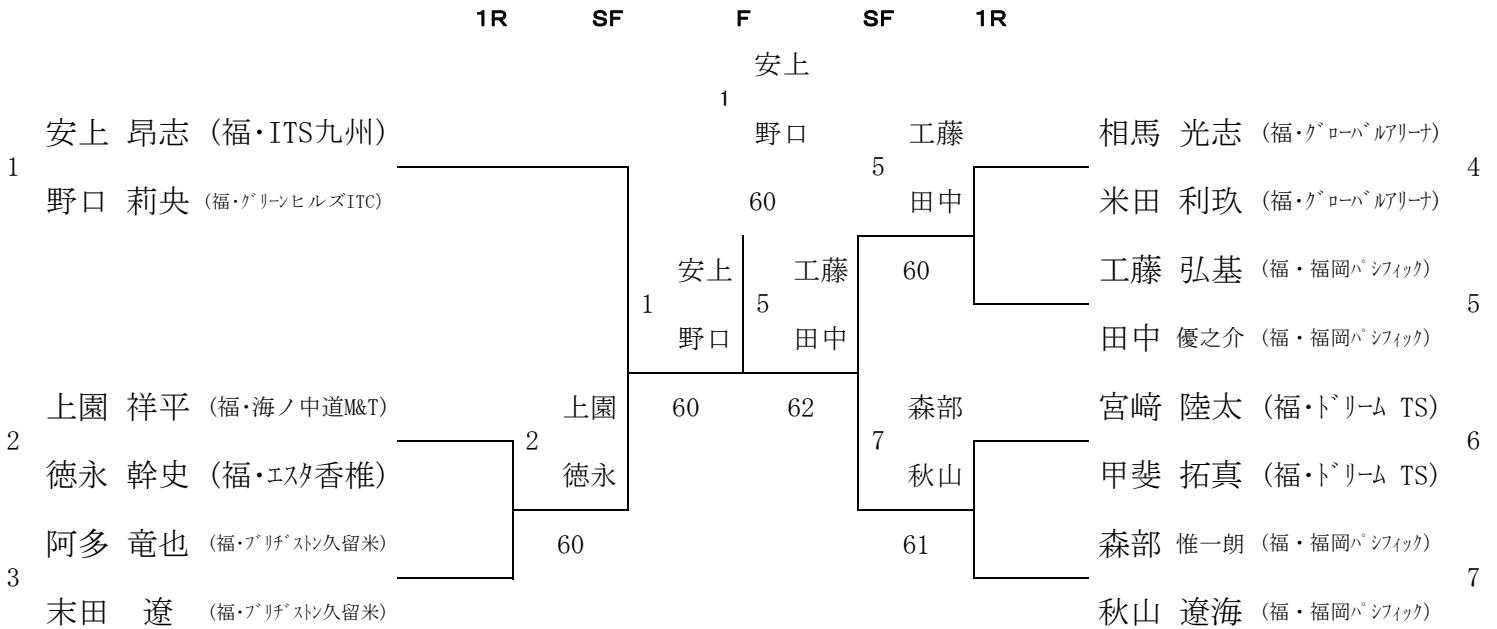 1R SF F SF 1R
安上
1
野口
60
安上 昂志 (福・ITS九州)
1
野口 莉央 (福・グリーンヒルズITC)
上園 祥平 (福・海ノ中道M&T)
2
徳永 幹史 (福・エスタ香椎)
阿多 竜也 (福・ブリヂストン久留米)
3
末田 遼 (福・ブリヂストン久留米)
上園
2
徳永
60
安上
1
野口
60
工藤
5
田中
62
工藤
5
田中
60
森部
7
秋山
61
相馬 光志 (福・グローバルアリーナ)
4
米田 利玖 (福・グローバルアリーナ)
工藤 弘基 (福・福岡パシフィック)
5
田中 優之介 (福・福岡パシフィック)
宮﨑 陸太 (福・ドリーム TS)
6
甲斐 拓真 (福・ドリーム TS)
森部 惟一朗 (福・福岡パシフィック)
7
秋山 遼海 (福・福岡パシフィック)